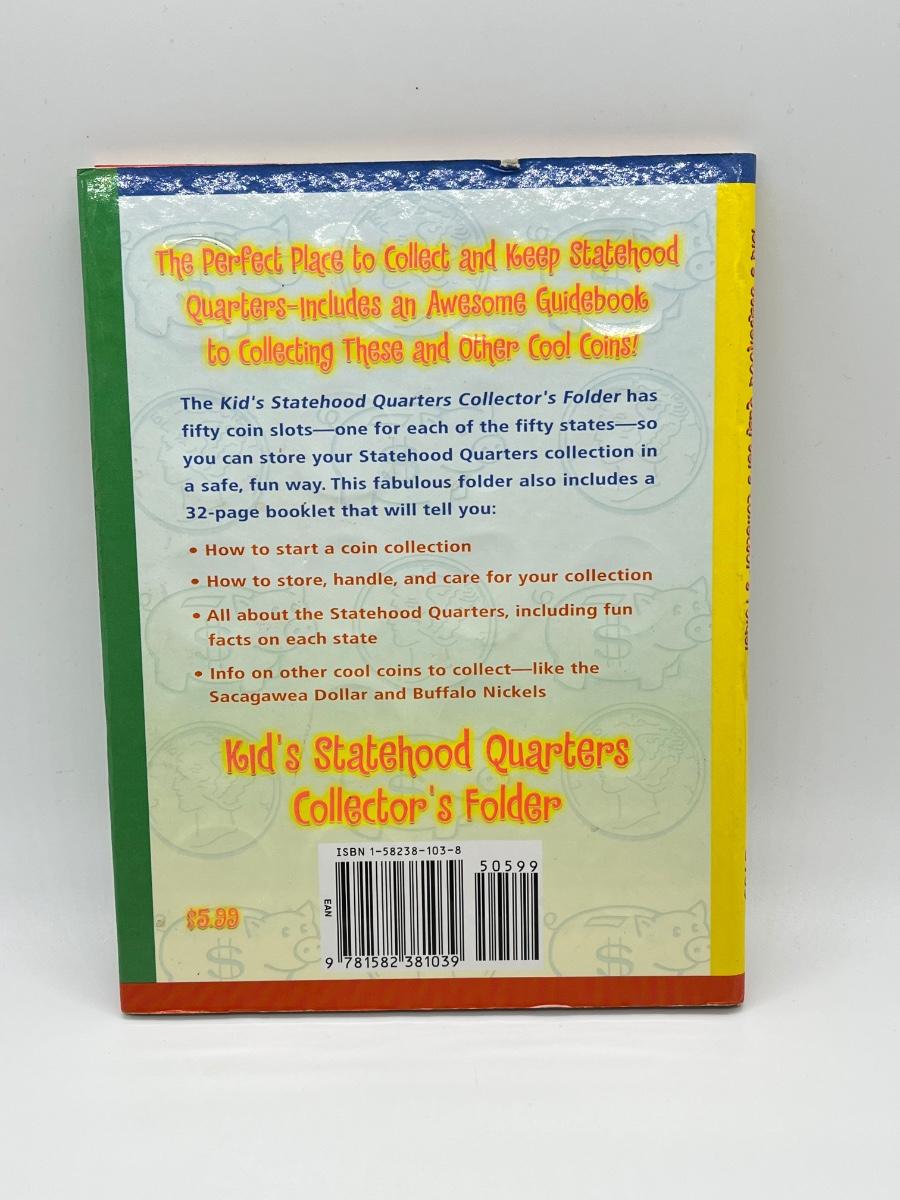 The Perfect Place to Collect and Keep Statehood
Quarters—Includes an Awesome Guidebook
to Collecting These and Other Cool Coins!
The Kid's Statehood Quarters Collector's Folder has
fifty coin slots—one for each of the fifty states—so
you can store your Statehood Quarters collection in
a safe, fun way. This fabulous folder also includes a
32-page booklet that will tell you:
• How to start a coin collection
• How to store, handle, and care for your collection
• All about the Statehood Quarters, including fun
facts on each state
• Info on other cool coins to collect—like the
Sacagawea Dollar and Buffalo Nickels
Kid's Statehood Quarters
Collector's Folder
ISBN 1-58238-103-8
50599
EAN
$5.99
9 781582 381039